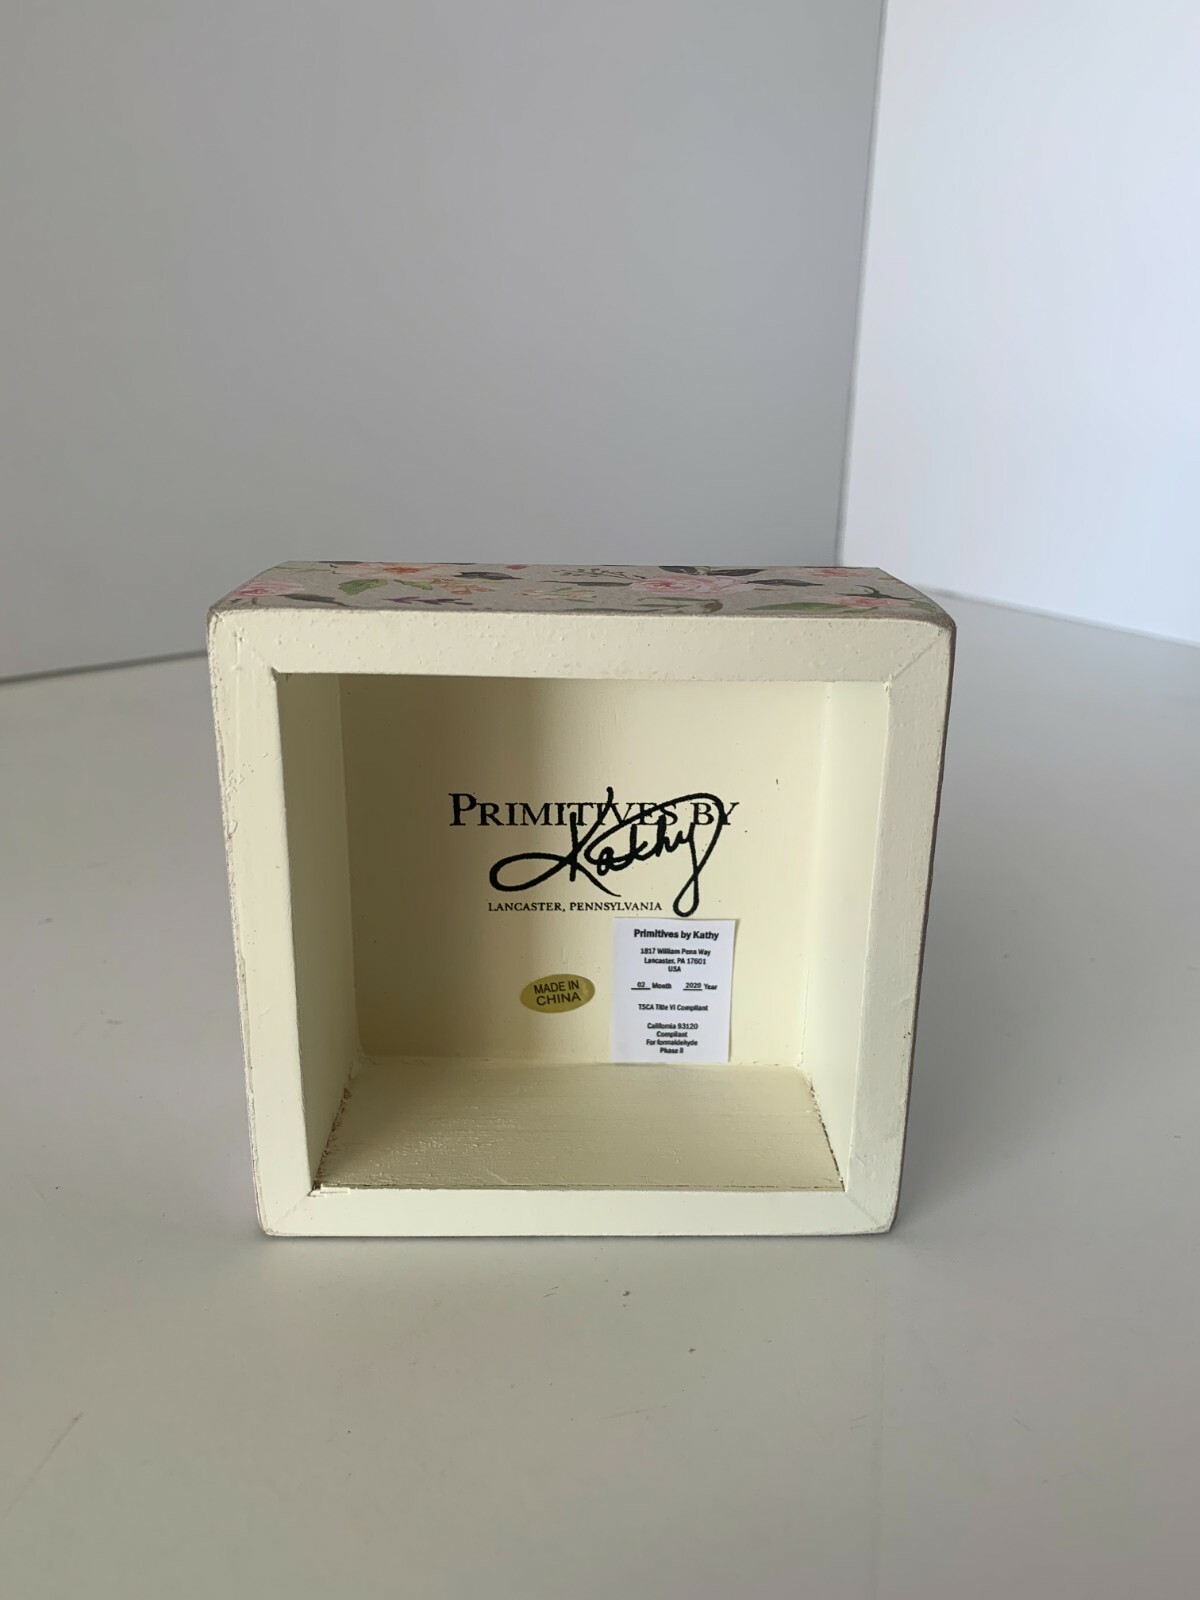 PRIMITIVES BY
Kathy
LANCASTER, PENNSYLVANIA
Primitives by Kathy
1817 William Penn Way
Lancaster, PA 17601
USA
02 Month 2020 Year
TSCA Title VI Compliant
California 93120
Compliant
For formaldehyde
Phase II
MADE IN
CHINA